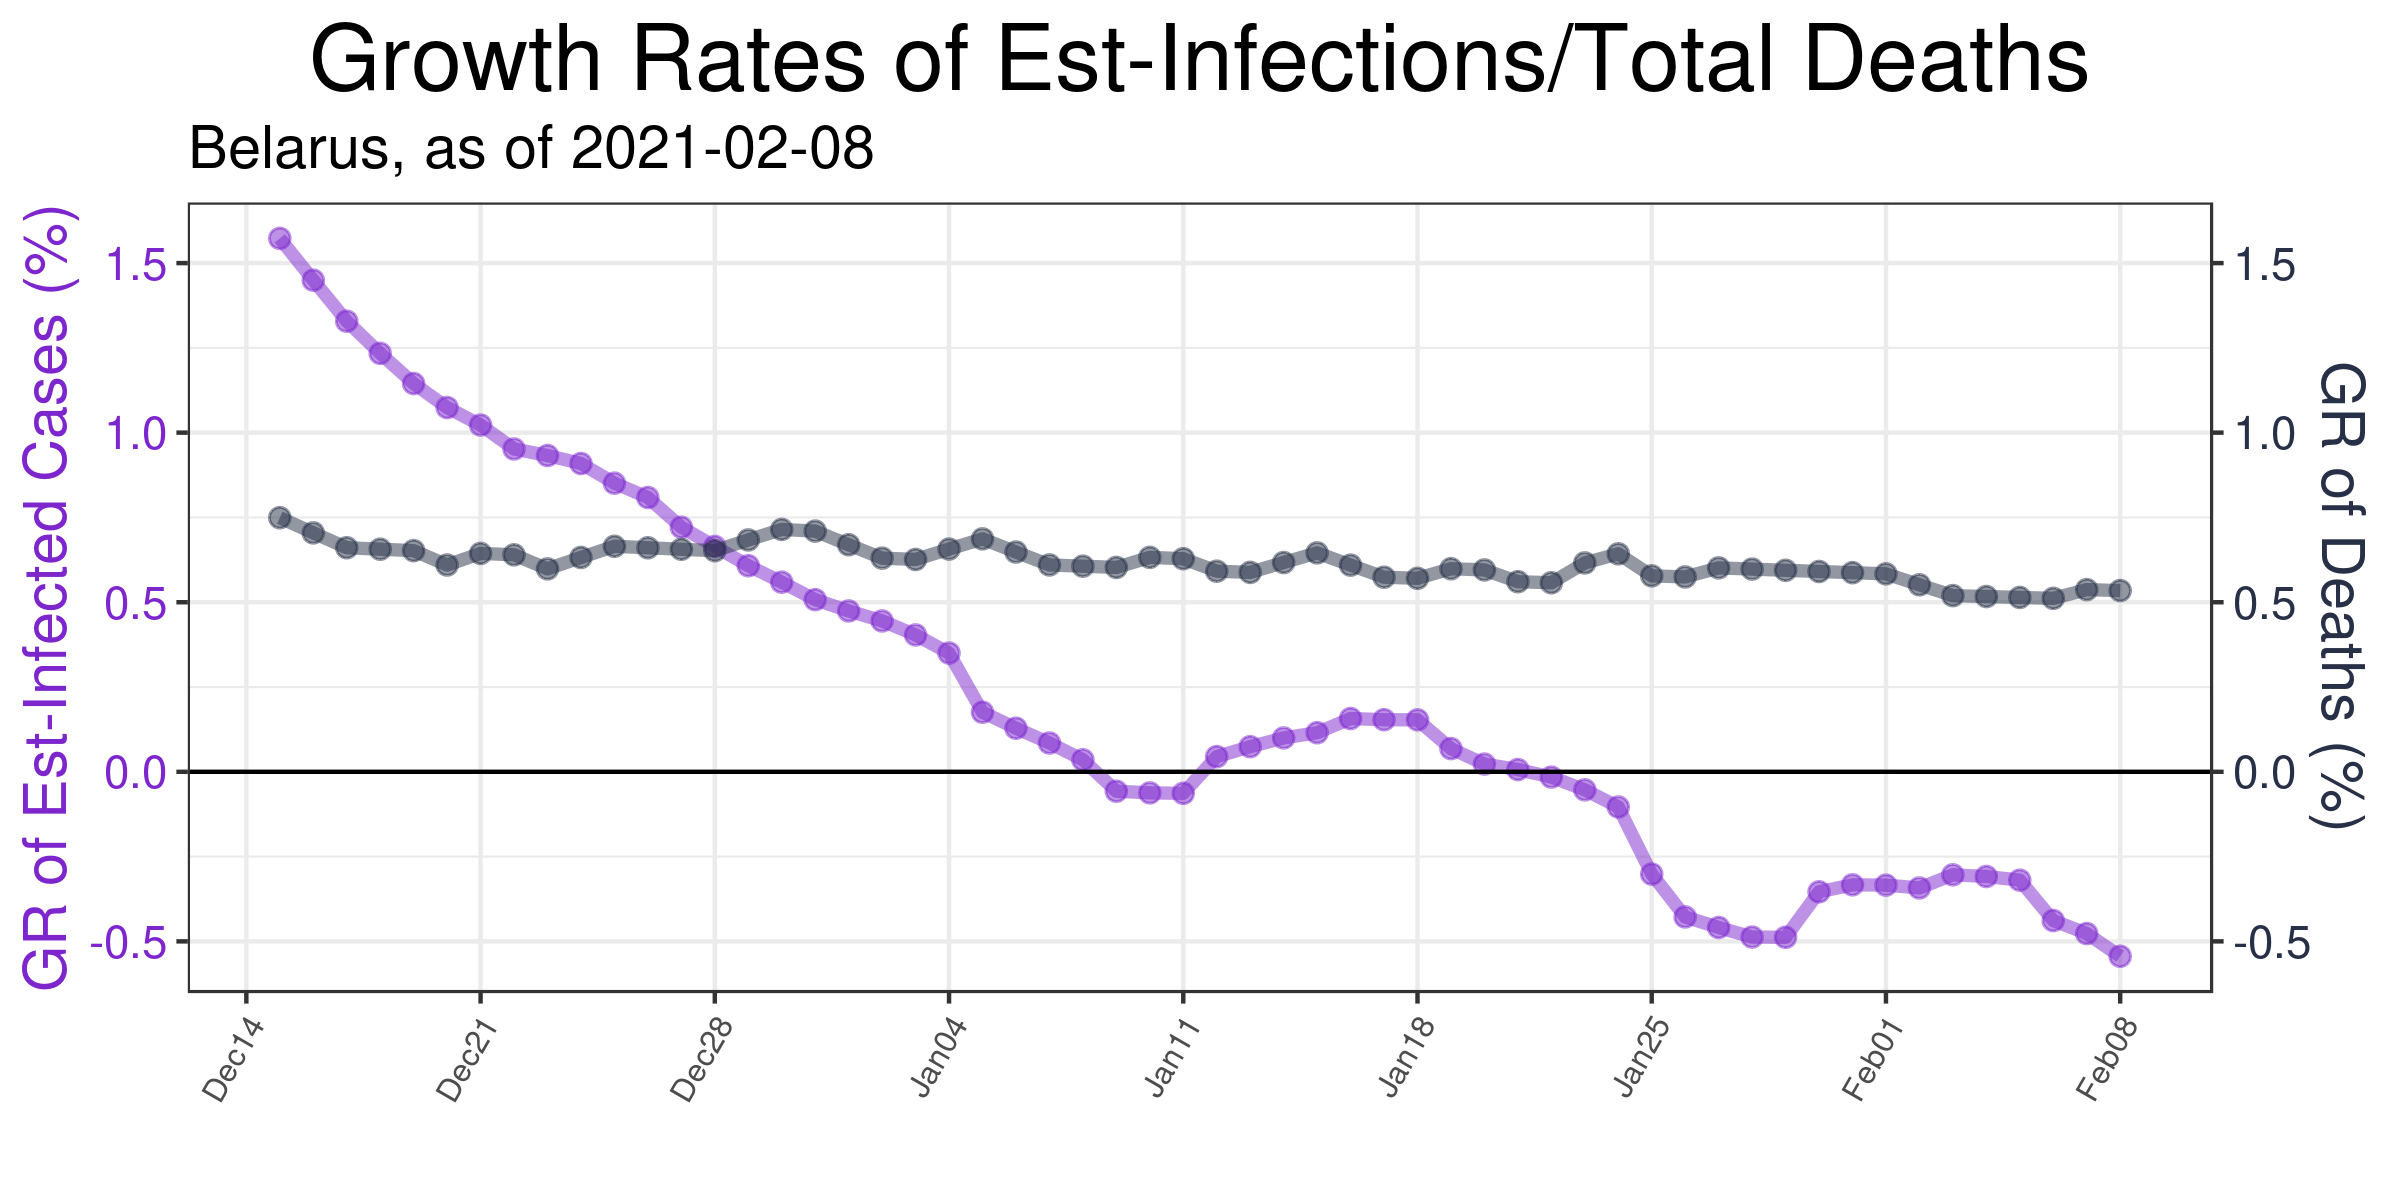 Growth Rates of Est-Infections/Total Deaths
Belarus, as of 2021-02-08
GR of Est-Infected Cases (%)
1.5
1.0
0.5
0.0
-0.5
1.5
1.0
0.5
0.0
-0.5
GR of Deaths (%)
Dec14
Dec21
Dec28
Jan04
Jan11
Jan18
Jan25
Feb01
Feb08